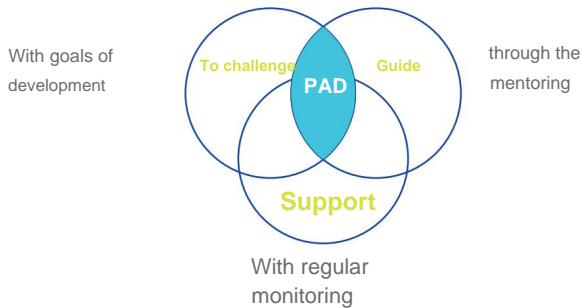 With goals of
development
To challenge
Guide
PAD
through the
mentoring
Support
With regular
monitoring